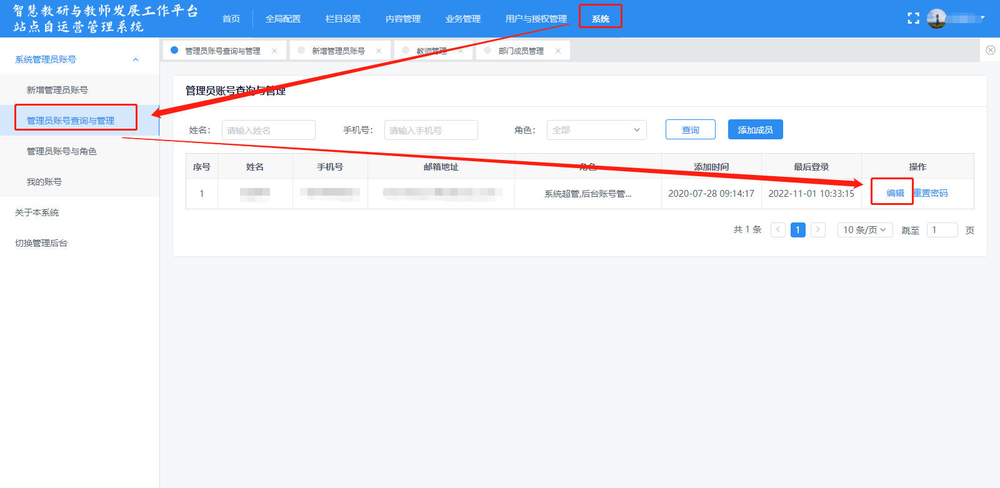 智慧教研与教师发展工作平台
站点自运营管理系统
首页 全局配置 栏目设置 内容管理 业务管理 用户与授权管理 系统
系统管理员账号
新增管理员账号
管理员账号查询与管理
管理员账号与角色
我的账号
关于本系统
切换管理后台
管理员账号查询与管理 新增管理员账号 教师管理 部门成员管理
管理员账号查询与管理
姓名： 请输入姓名 手机号： 请输入手机号 角色： 全部 查询 添加成员
序号 姓名 手机号 邮箱地址 角色 添加时间 最后登录 操作
1 系统超管,后台账号管... 2020-07-28 09:14:17 2022-11-01 10:33:15 编辑 重置密码
共 1 条 1 10 条/页 跳至 1 页